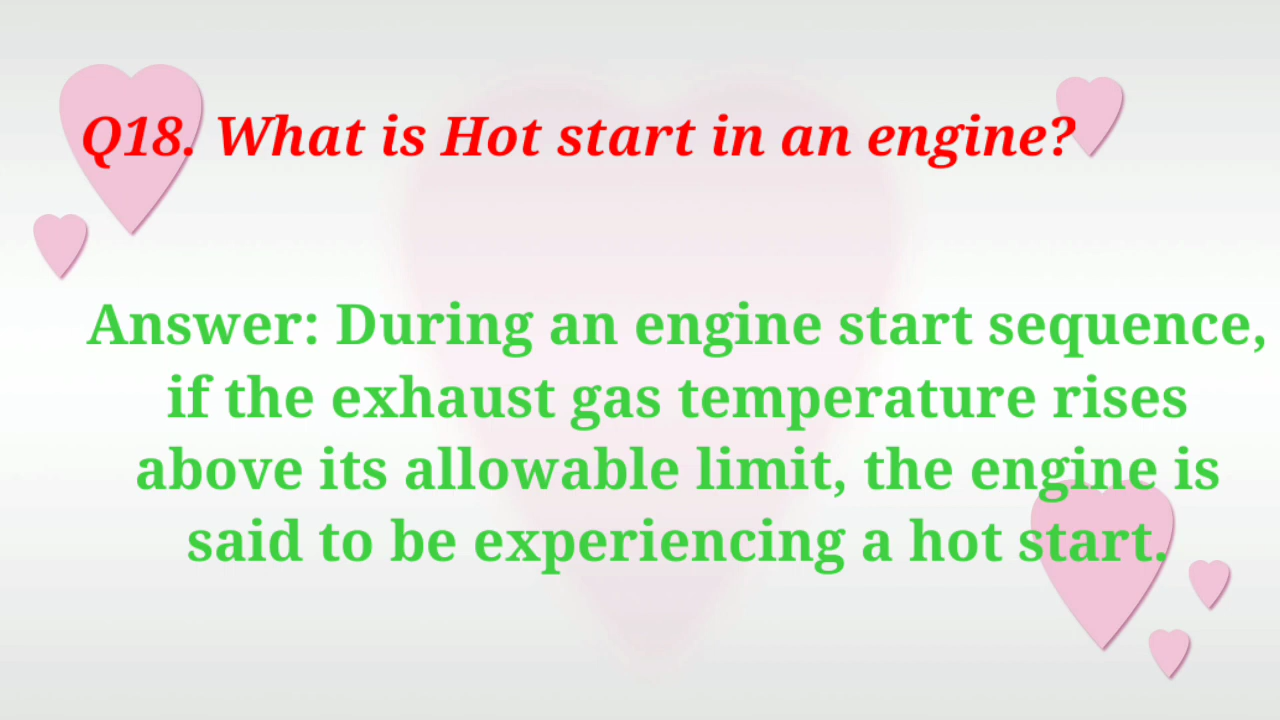 Q18. What is Hot start in an engine?
Answer: During an engine start sequence,
if the exhaust gas temperature rises
above its allowable limit, the engine is
said to be experiencing a hot start.